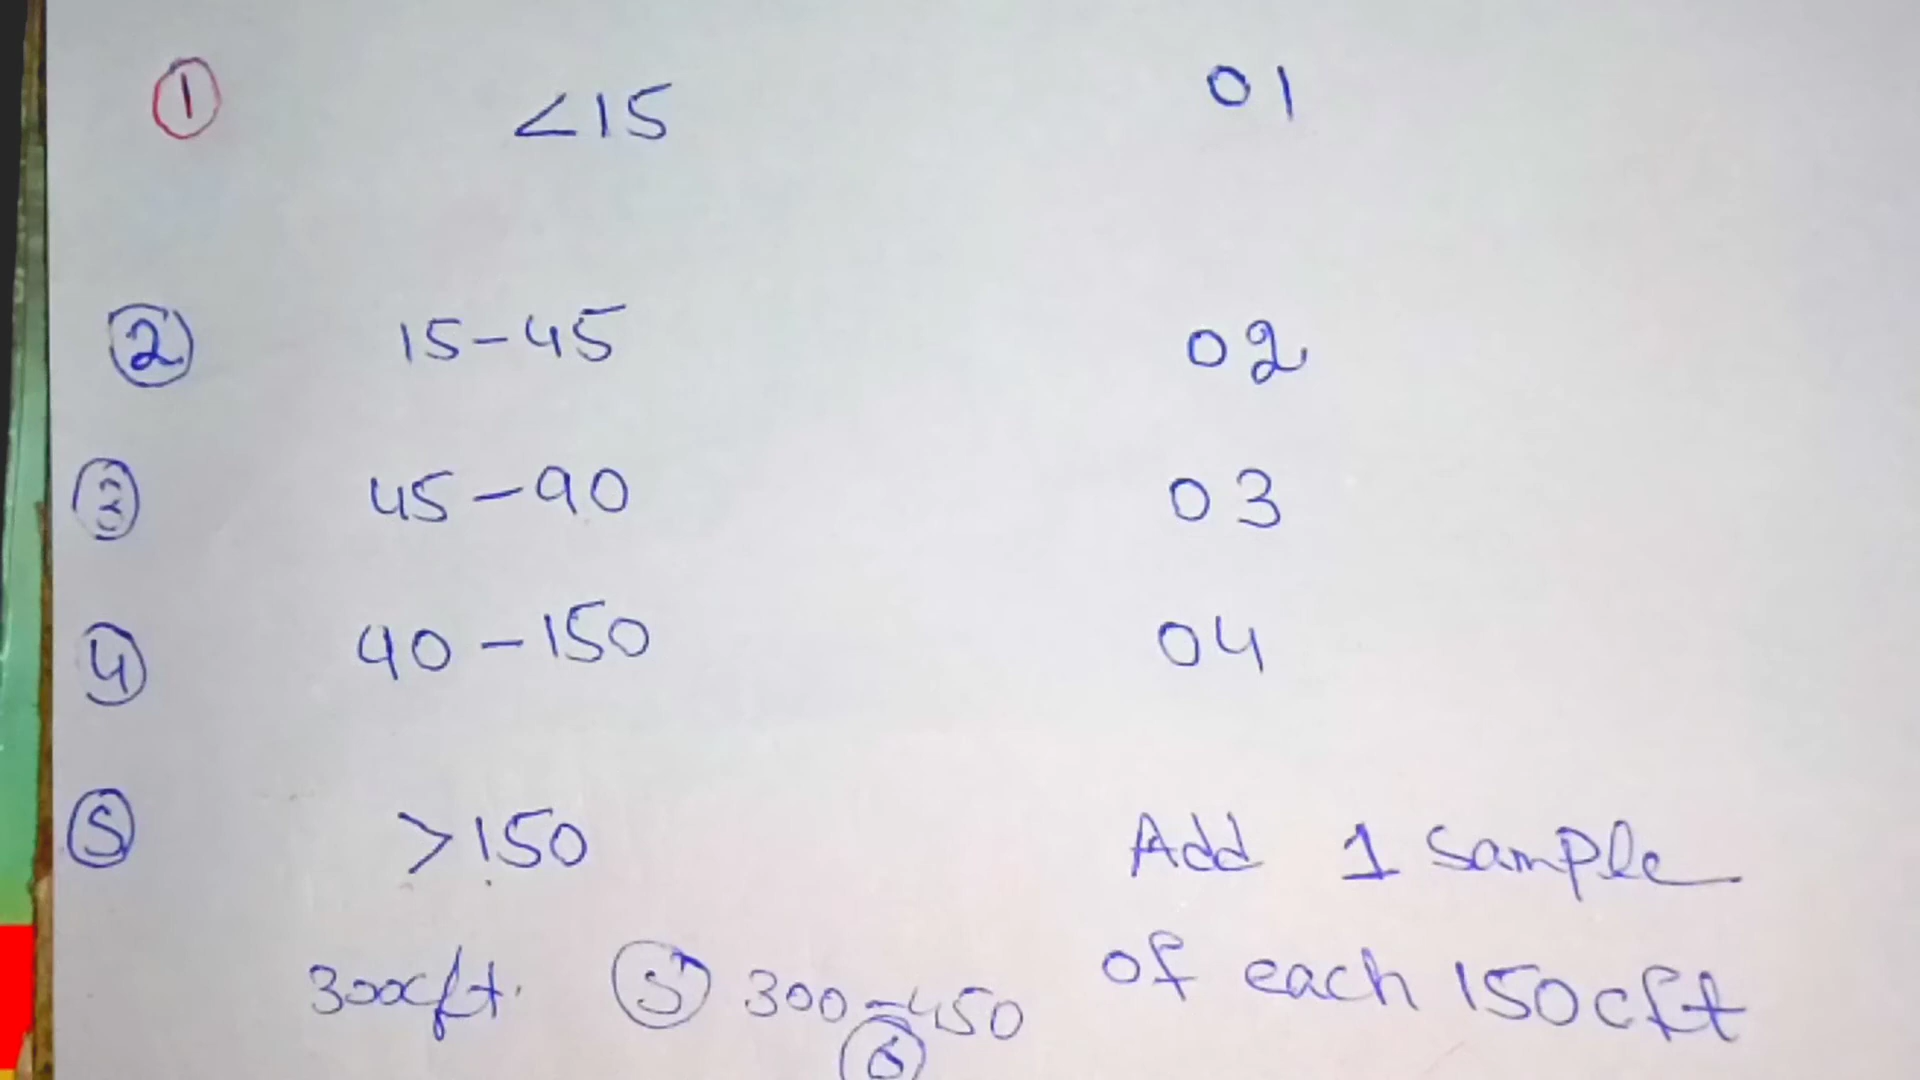 1 <15 01
2 15-45 02
3 45-90 03
4 90-150 04
5 >150 Add 1 Sample
of each 150cft
300cft. 5 300-450
6